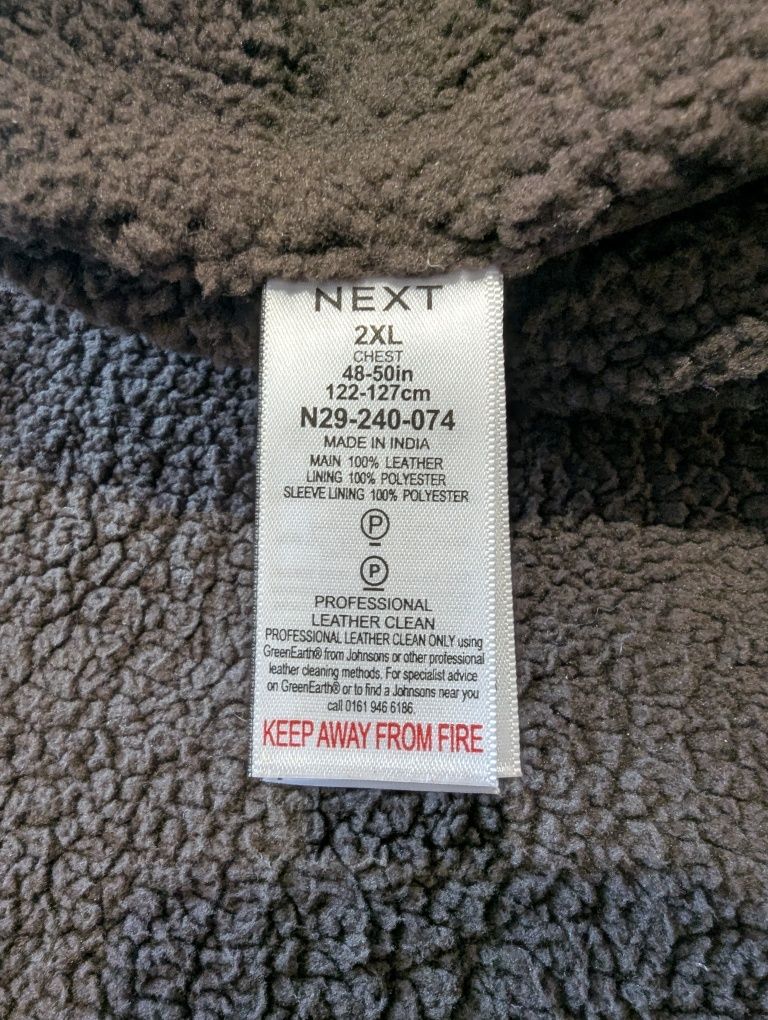 NEXT
2XL
CHEST
48-50in
122-127cm
N29-240-074
MADE IN INDIA
MAIN 100% LEATHER
LINING 100% POLYESTER
SLEEVE LINING 100% POLYESTER
P
P
PROFESSIONAL
LEATHER CLEAN
PROFESSIONAL LEATHER CLEAN ONLY using
GreenEarth® from Johnsons or other professional
leather cleaning methods. For specialist advice
on GreenEarth® or to find a Johnsons near you
call 0161 946 6186.
KEEP AWAY FROM FIRE